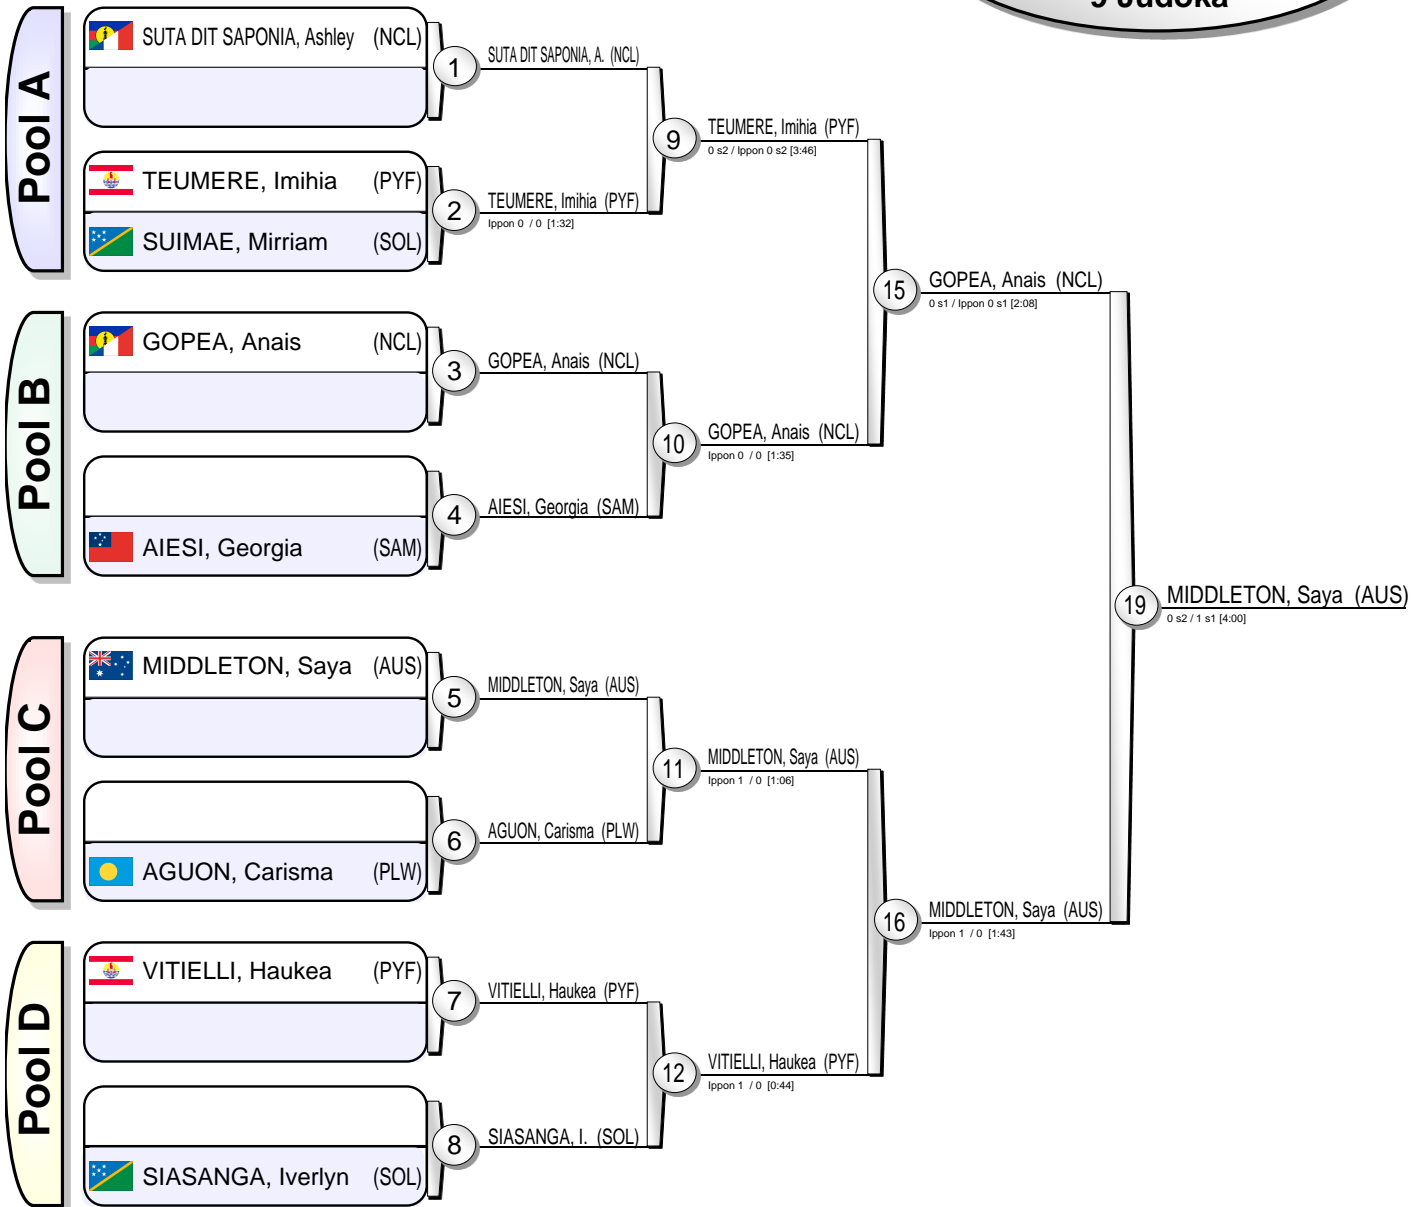 9 Judoka
Pool A
SUTA DIT SAPONIA, Ashley (NCL)
1
SUTA DIT SAPONIA, A. (NCL)
9
TEUMERE, Imihia (PYF)
0 s2 / Ippon 0 s2 [3:46]
TEUMERE, Imihia (PYF)
2
TEUMERE, Imihia (PYF)
Ippon 0 / 0 [1:32]
SUIMAE, Mirriam (SOL)
15
GOPEA, Anais (NCL)
0 s1 / Ippon 0 s1 [2:08]
Pool B
GOPEA, Anais (NCL)
3
GOPEA, Anais (NCL)
10
GOPEA, Anais (NCL)
Ippon 0 / 0 [1:35]
4
AIESI, Georgia (SAM)
AIESI, Georgia (SAM)
19
MIDDLETON, Saya (AUS)
0 s2 / 1 s1 [4:00]
Pool C
MIDDLETON, Saya (AUS)
5
MIDDLETON, Saya (AUS)
11
MIDDLETON, Saya (AUS)
Ippon 1 / 0 [1:06]
6
AGUON, Carisma (PLW)
AGUON, Carisma (PLW)
16
MIDDLETON, Saya (AUS)
Ippon 1 / 0 [1:43]
Pool D
VITIELLI, Haukea (PYF)
7
VITIELLI, Haukea (PYF)
12
VITIELLI, Haukea (PYF)
Ippon 1 / 0 [0:44]
8
SIASANGA, I. (SOL)
SIASANGA, Iverlyn (SOL)